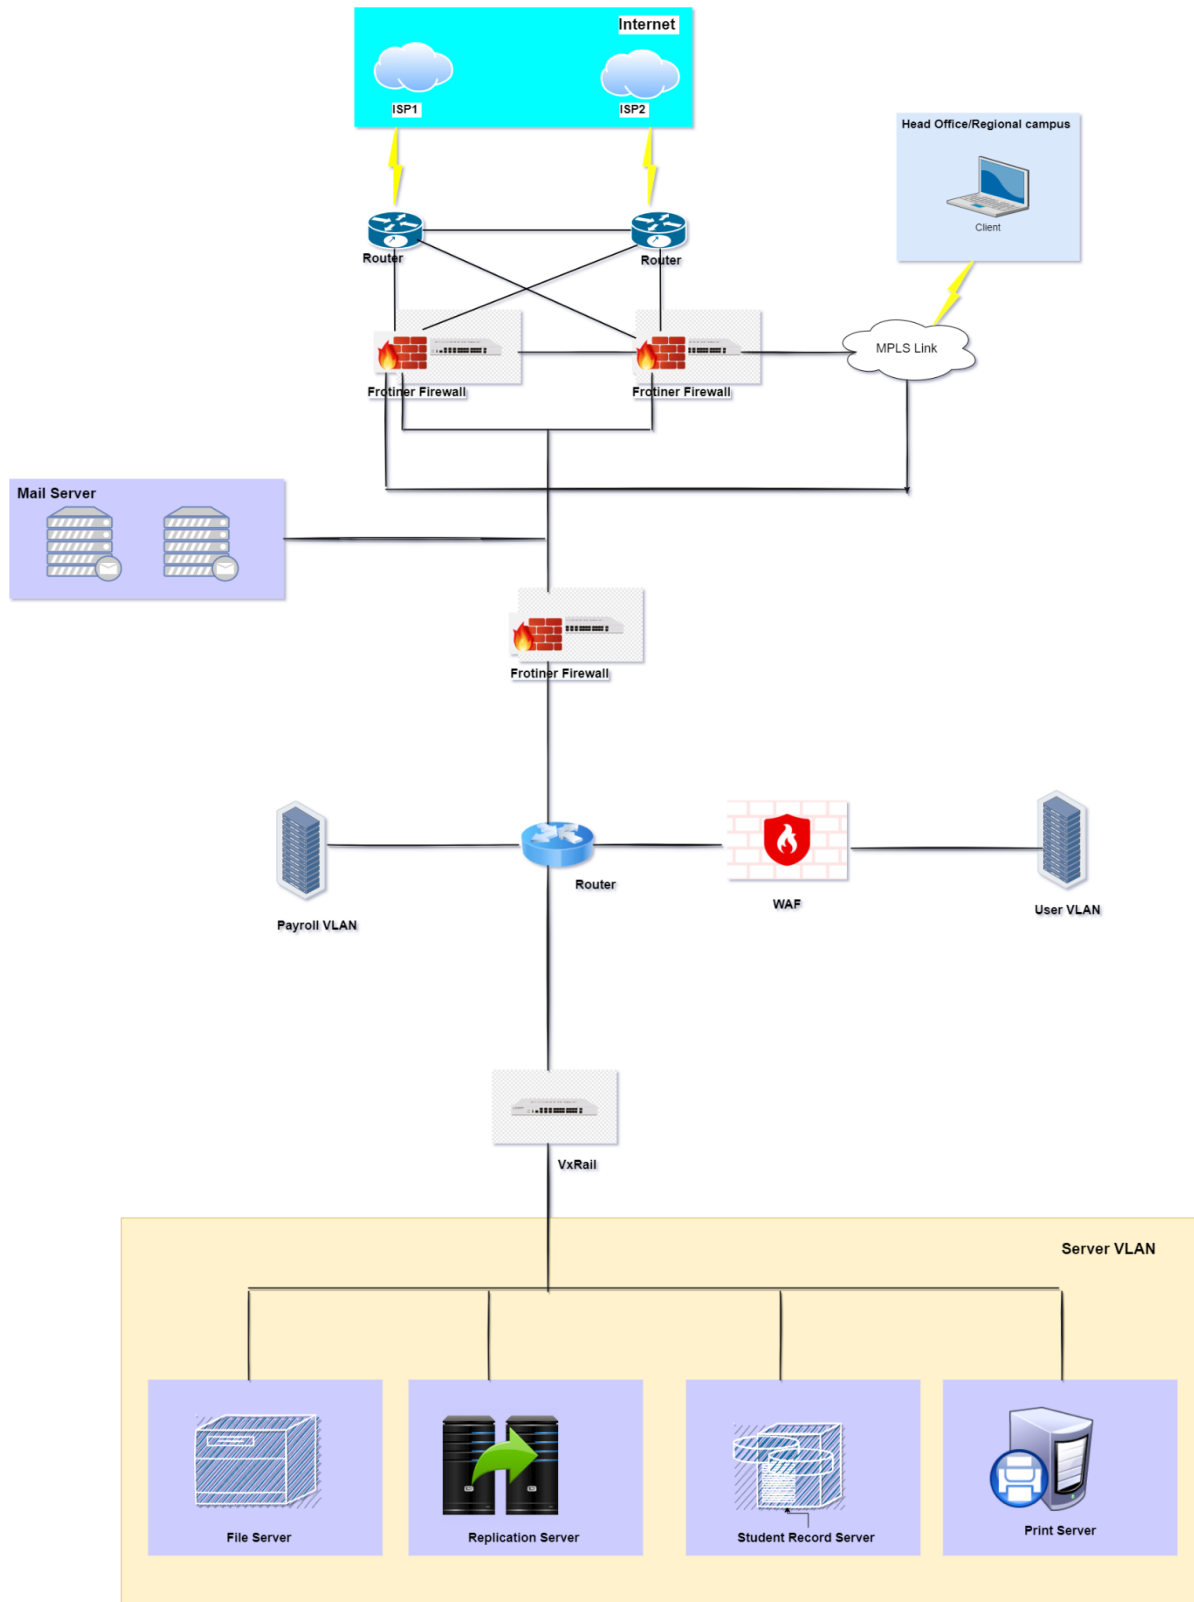 Internet
ISP1
ISP2
Head Office/Regional campus
Client
Router
Router
MPLS Link
Frotiner Firewall
Frotiner Firewall
Mail Server
Frotiner Firewall
Router
WAF
Payroll VLAN
User VLAN
VxRail
Server VLAN
File Server
Replication Server
Student Record Server
Print Server